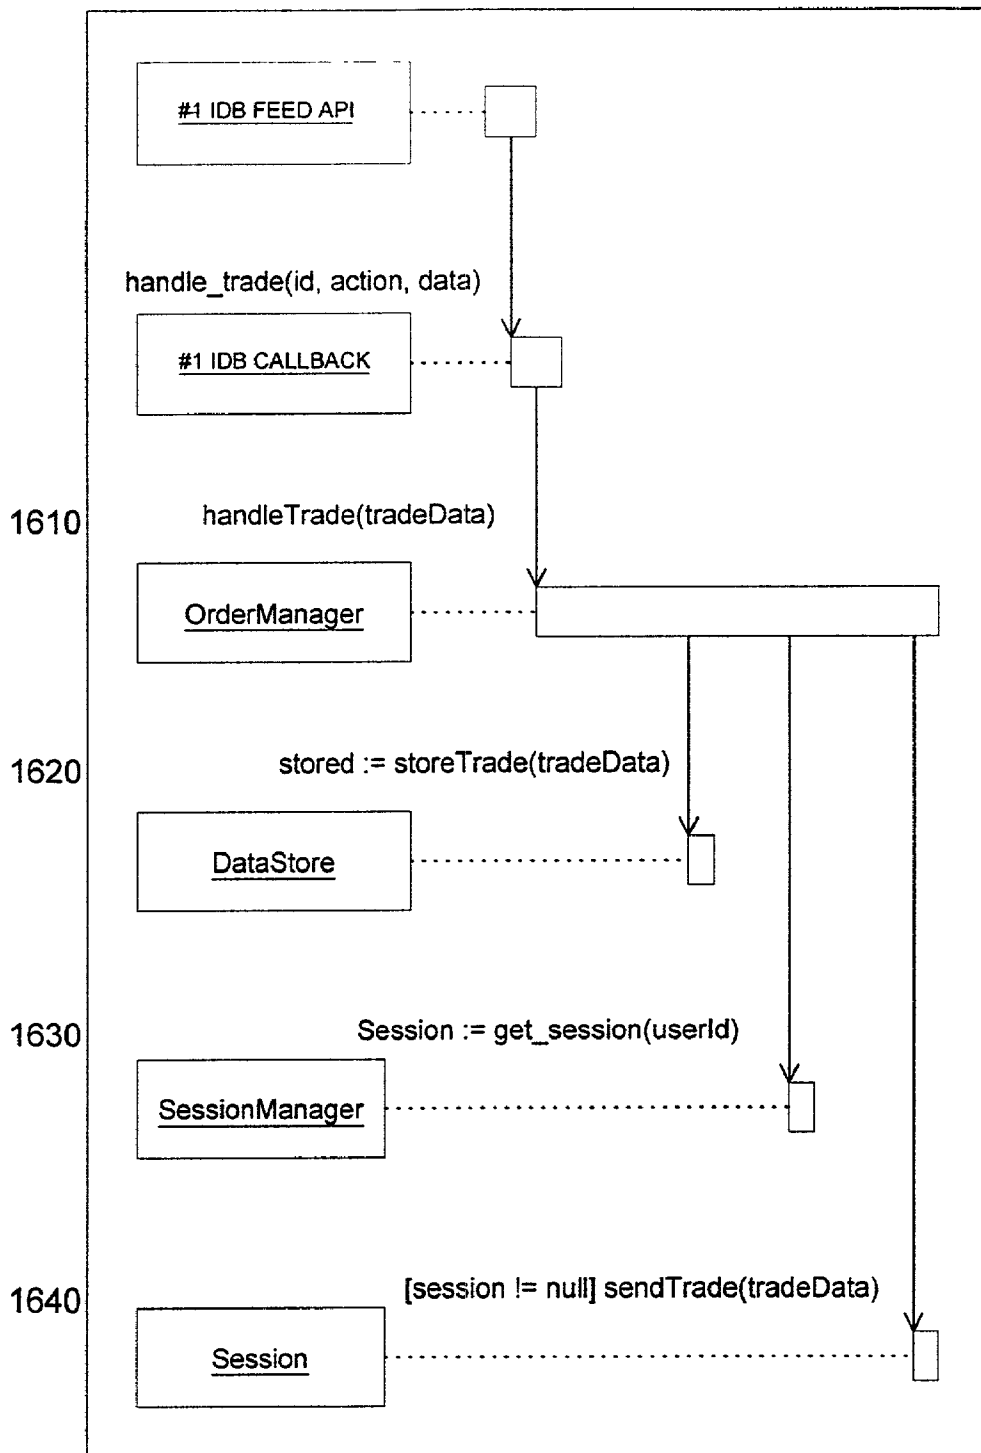 #1 IDB FEED API
handle_trade(id, action, data)
#1 IDB CALLBACK
1610
handleTrade(tradeData)
OrderManager
1620
stored := storeTrade(tradeData)
DataStore
1630
Session := get_session(userId)
SessionManager
1640
[session != null] sendTrade(tradeData)
Session